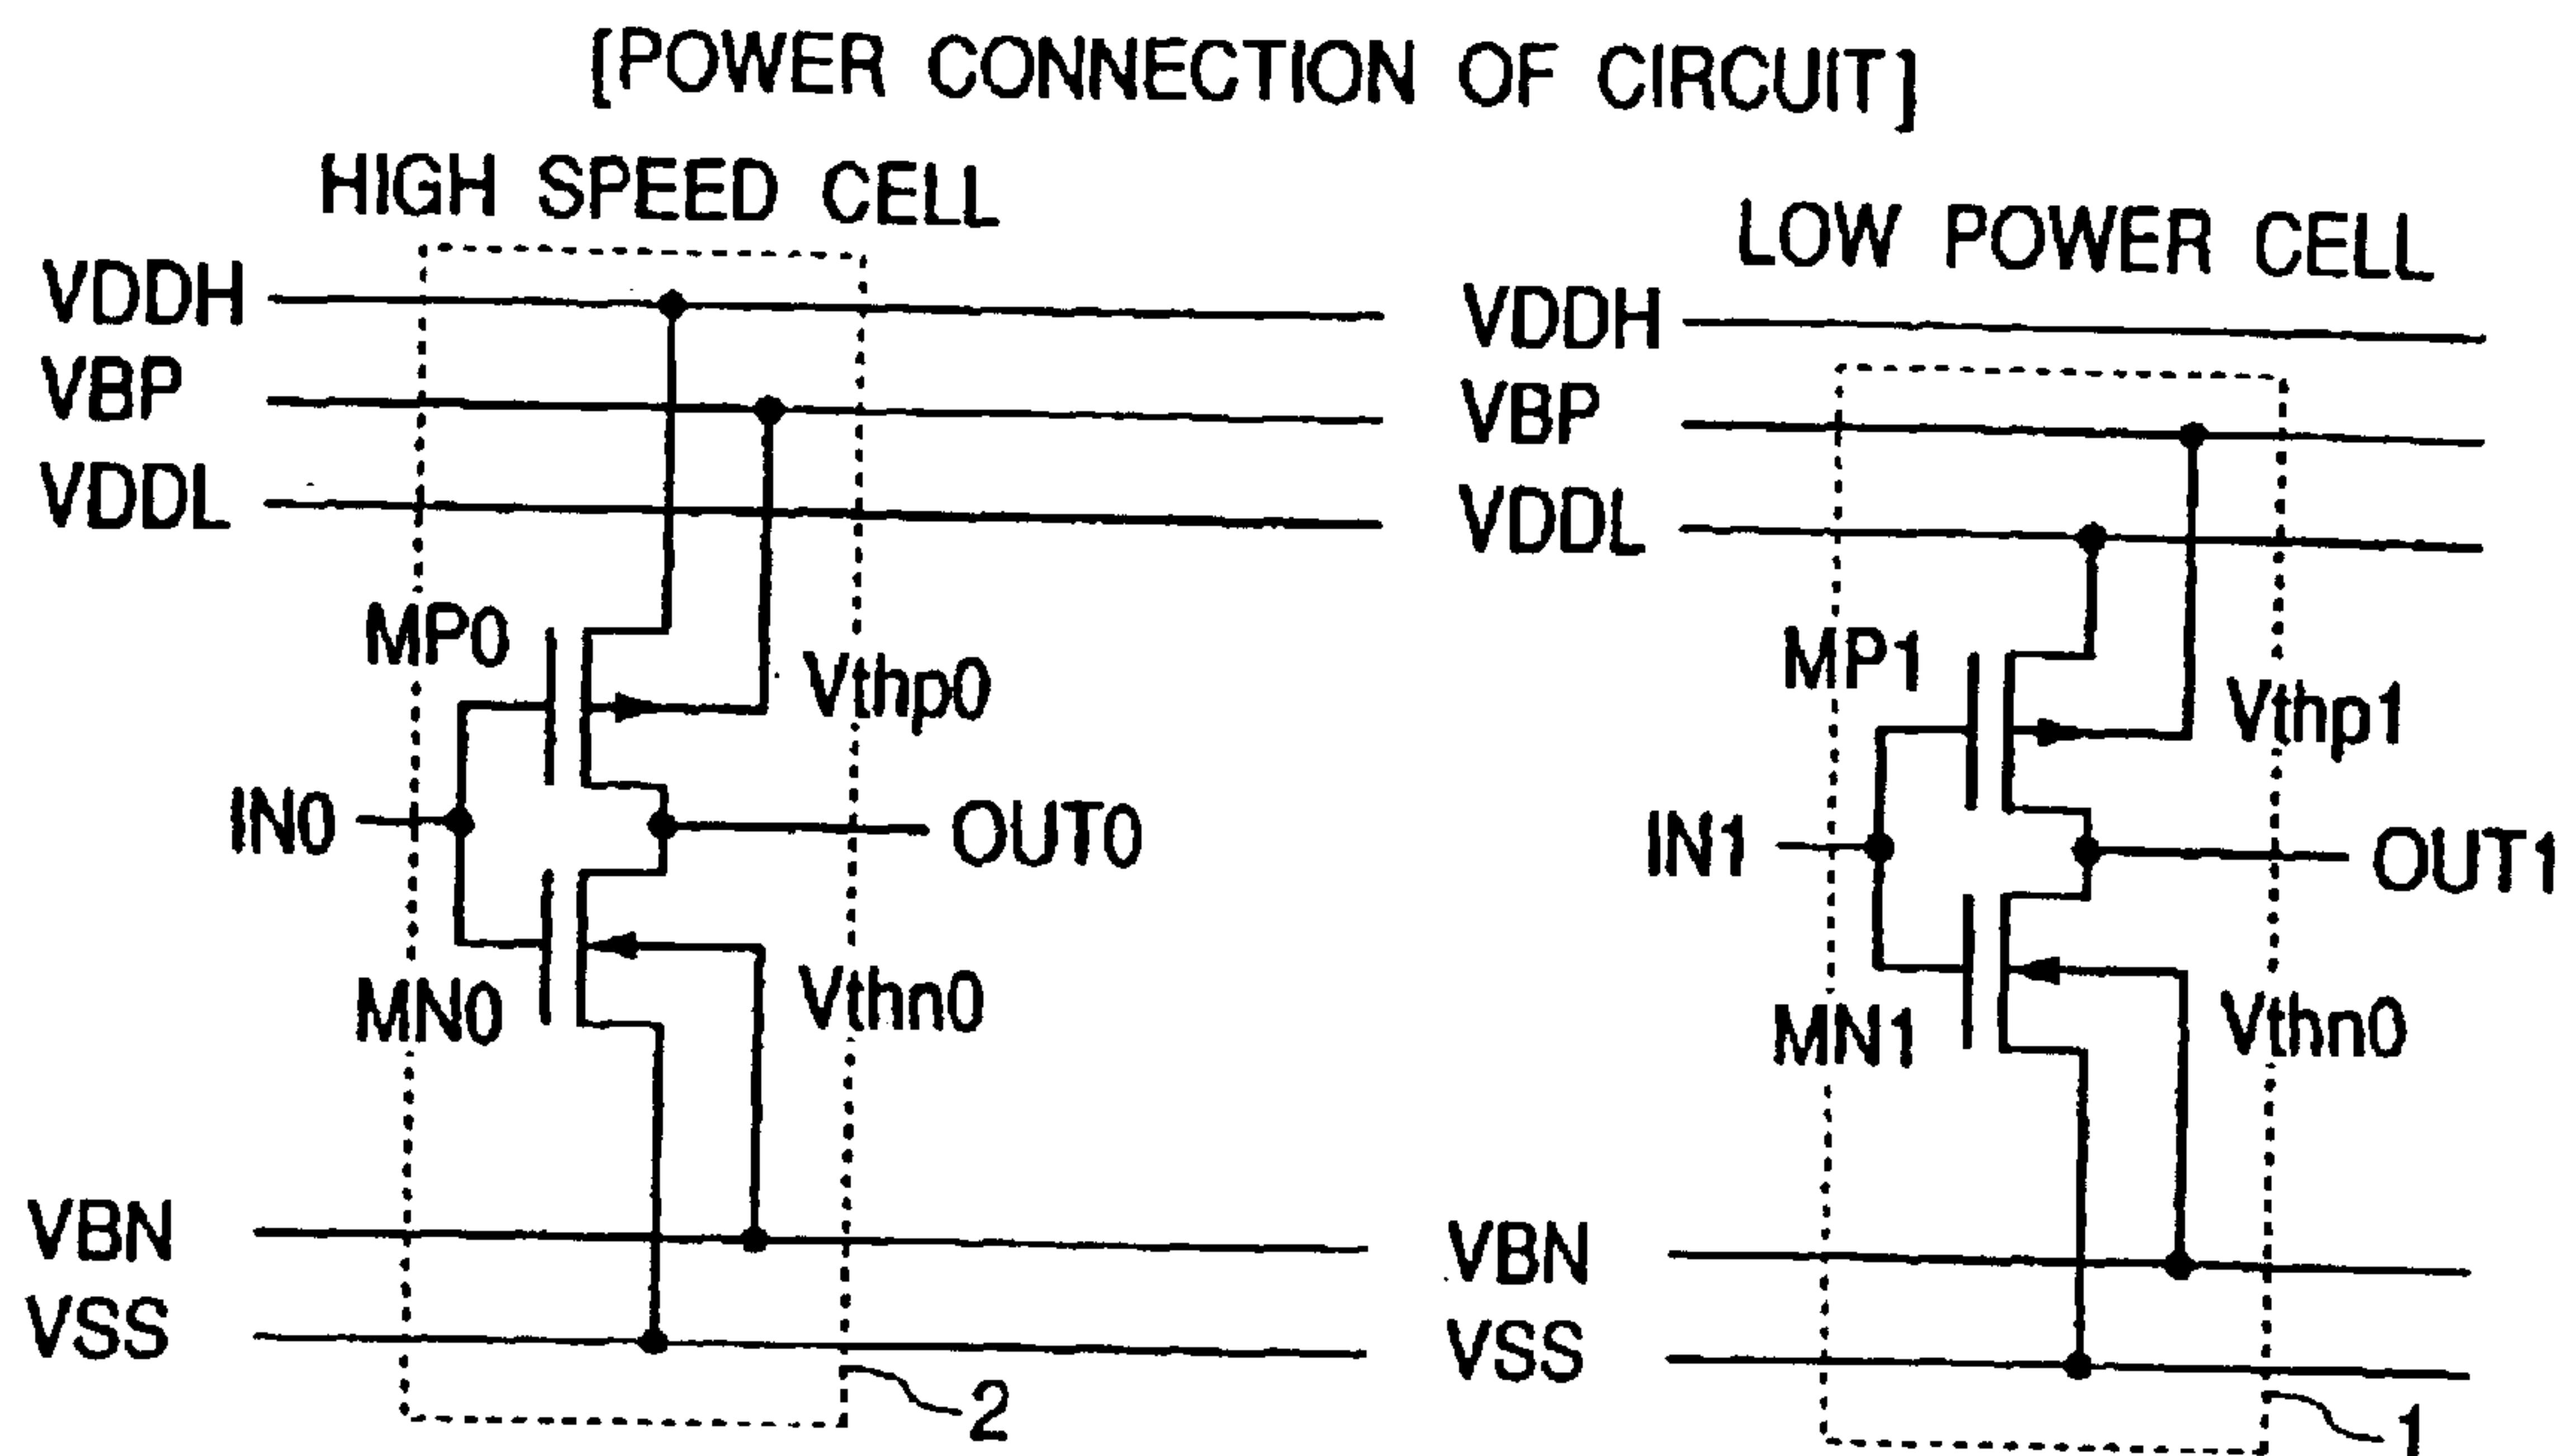 [POWER CONNECTION OF CIRCUIT]
HIGH SPEED CELL
VDDH
VBP
VDDL
MP0
Vthp0
IN0
OUT0
MN0
Vthn0
VBN
VSS
2
LOW POWER CELL
VDDH
VBP
VDDL
MP1
Vthp1
IN1
OUT1
MN1
Vthn0
VBN
VSS
1